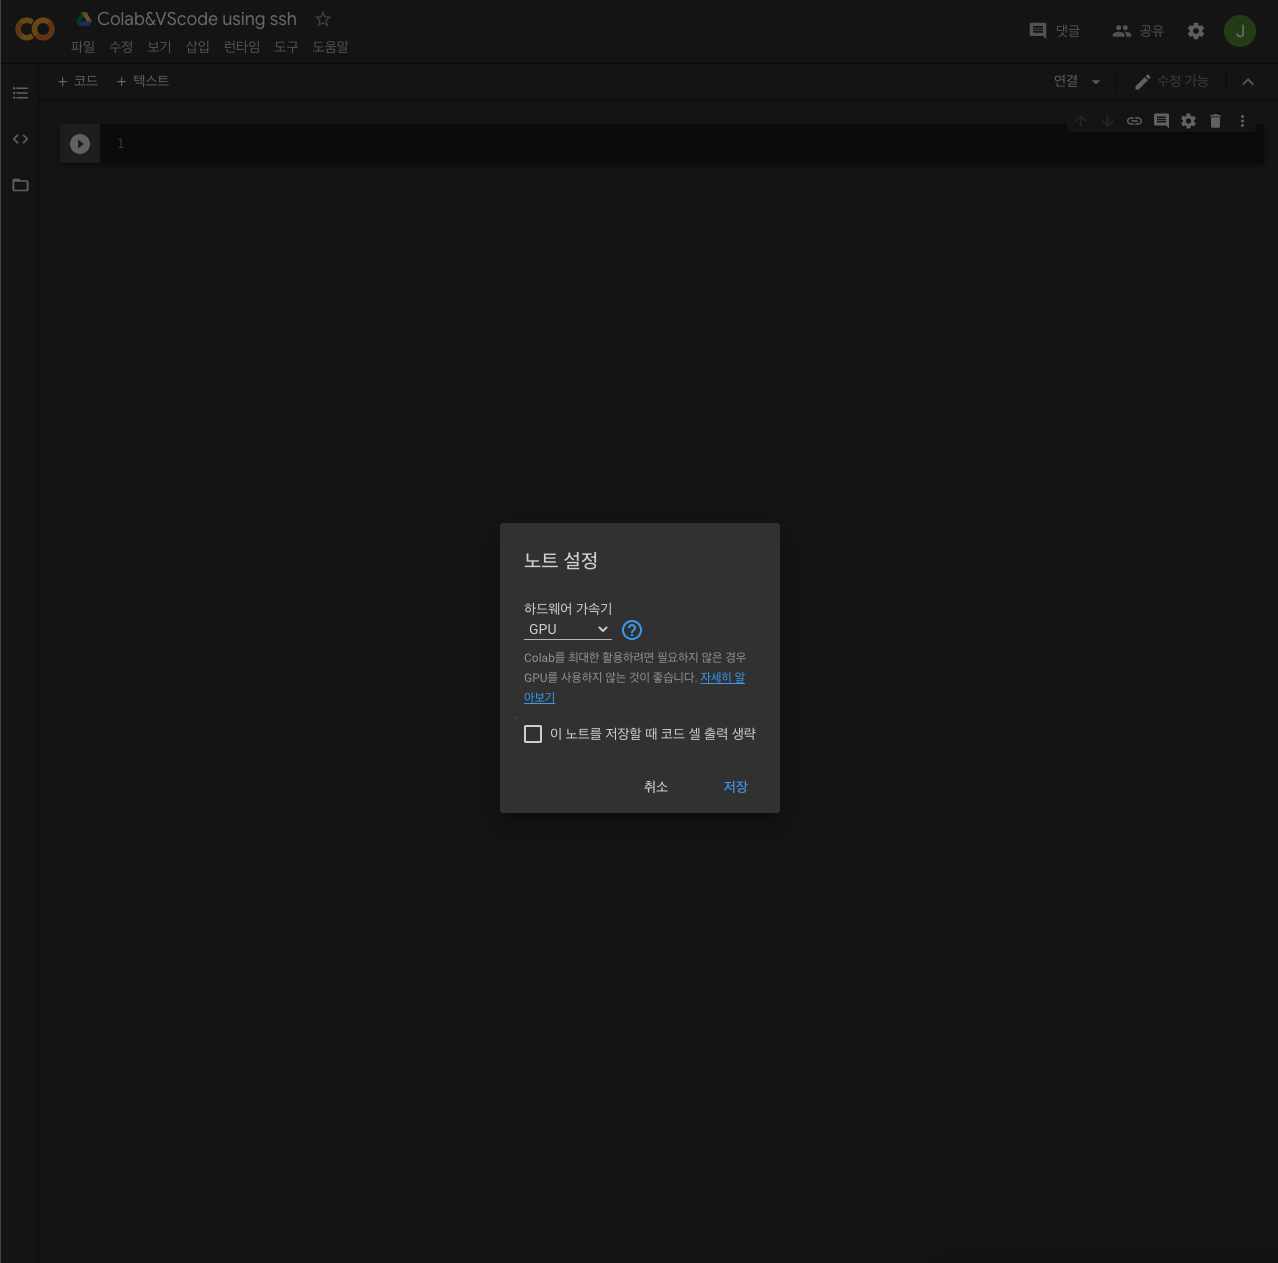 Colab&VScode using ssh
파일 수정 보기 삽입 런타임 도구 도움말
댓글 공유 J
+ 코드 + 텍스트
연결 수정 가능
1
노트 설정
하드웨어 가속기
GPU
Colab를 최대한 활용하려면 필요하지 않은 경우
GPU를 사용하지 않는 것이 좋습니다. 자세히 알
아보기
이 노트를 저장할 때 코드 셀 출력 생략
취소 저장